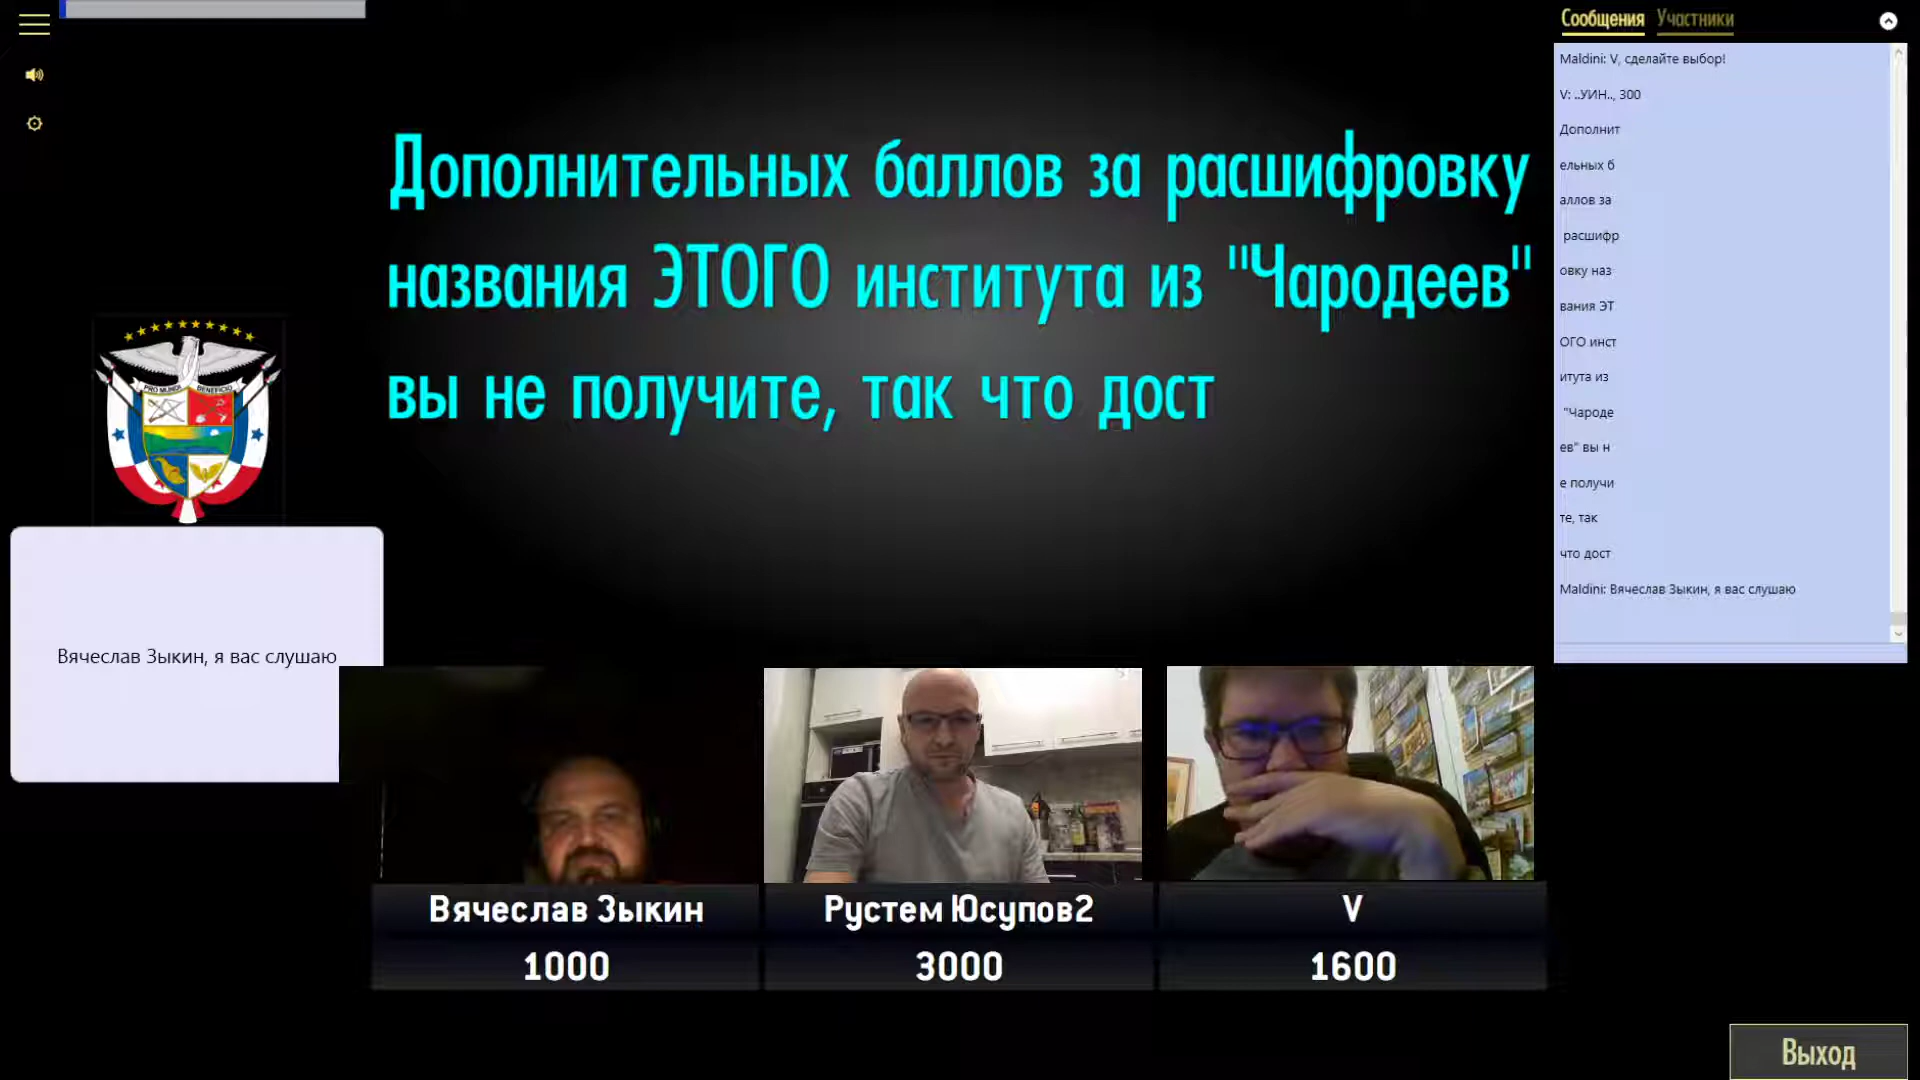 Сообщения Участники
Maldini: V, сделайте выбор!
V: ..УИН.., 300
Дополнит
ельных б
аллов за
расшифр
овку наз
вания ЭТ
ОГО инст
итута из
"Чароде
ев" вы н
е получи
те, так
что дост
Maldini: Вячеслав Зыкин, я вас слушаю
Дополнительных баллов за расшифровку
названия ЭТОГО института из "Чародеев"
вы не получите, так что дост
PRO MUNDI BENEFICIO
Вячеслав Зыкин, я вас слушаю
Вячеслав Зыкин
1000
Рустем Юсупов2
3000
V
1600
Выход